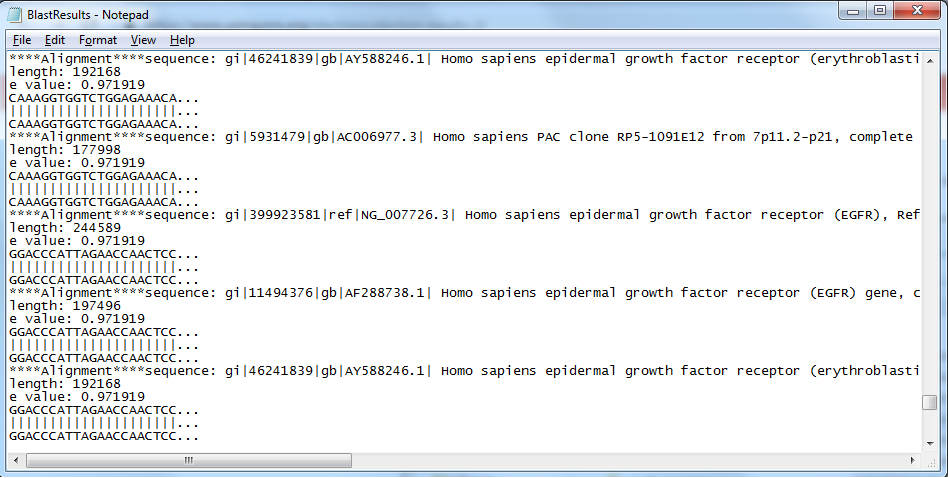 BlastResults - Notepad
File Edit Format View Help
****Alignment****sequence: gi|46241839|gb|AY588246.1| Homo sapiens epidermal growth factor receptor (erythroblasti
length: 192168
e value: 0.971919
CAAAGGTGGTCTGGAGAAACA...
|||||||||||||||||||||...
CAAAGGTGGTCTGGAGAAACA...
****Alignment****sequence: gi|5931479|gb|AC006977.3| Homo sapiens PAC clone RP5-1091E12 from 7p11.2-p21, complete
length: 177998
e value: 0.971919
CAAAGGTGGTCTGGAGAAACA...
|||||||||||||||||||||...
CAAAGGTGGTCTGGAGAAACA...
****Alignment****sequence: gi|399923581|ref|NG_007726.3| Homo sapiens epidermal growth factor receptor (EGFR), Ref
length: 244589
e value: 0.971919
GGACCCATTAGAACCAACTCC...
|||||||||||||||||||||...
GGACCCATTAGAACCAACTCC...
****Alignment****sequence: gi|11494376|gb|AF288738.1| Homo sapiens epidermal growth factor receptor (EGFR) gene, c
length: 197496
e value: 0.971919
GGACCCATTAGAACCAACTCC...
|||||||||||||||||||||...
GGACCCATTAGAACCAACTCC...
****Alignment****sequence: gi|46241839|gb|AY588246.1| Homo sapiens epidermal growth factor receptor (erythroblasti
length: 192168
e value: 0.971919
GGACCCATTAGAACCAACTCC...
|||||||||||||||||||||...
GGACCCATTAGAACCAACTCC...